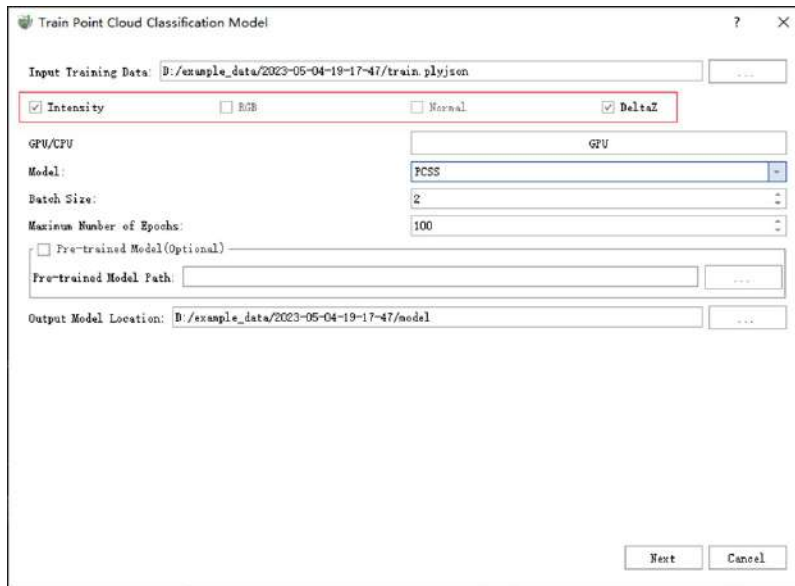 Train Point Cloud Classification Model ?
Input Training Data: D:/example_data/2023-05-04-19-17-47/train.plyjson ...
Intensity RGB Normal DeltaZ
GPU/CPU GPU
Model: PCSS
Batch Size: 2
Maximum Number of Epochs: 100
Pre-trained Model(Optional)
Pre-trained Model Path: ...
Output Model Location: D:/example_data/2023-05-04-19-17-47/model ...
Next Cancel